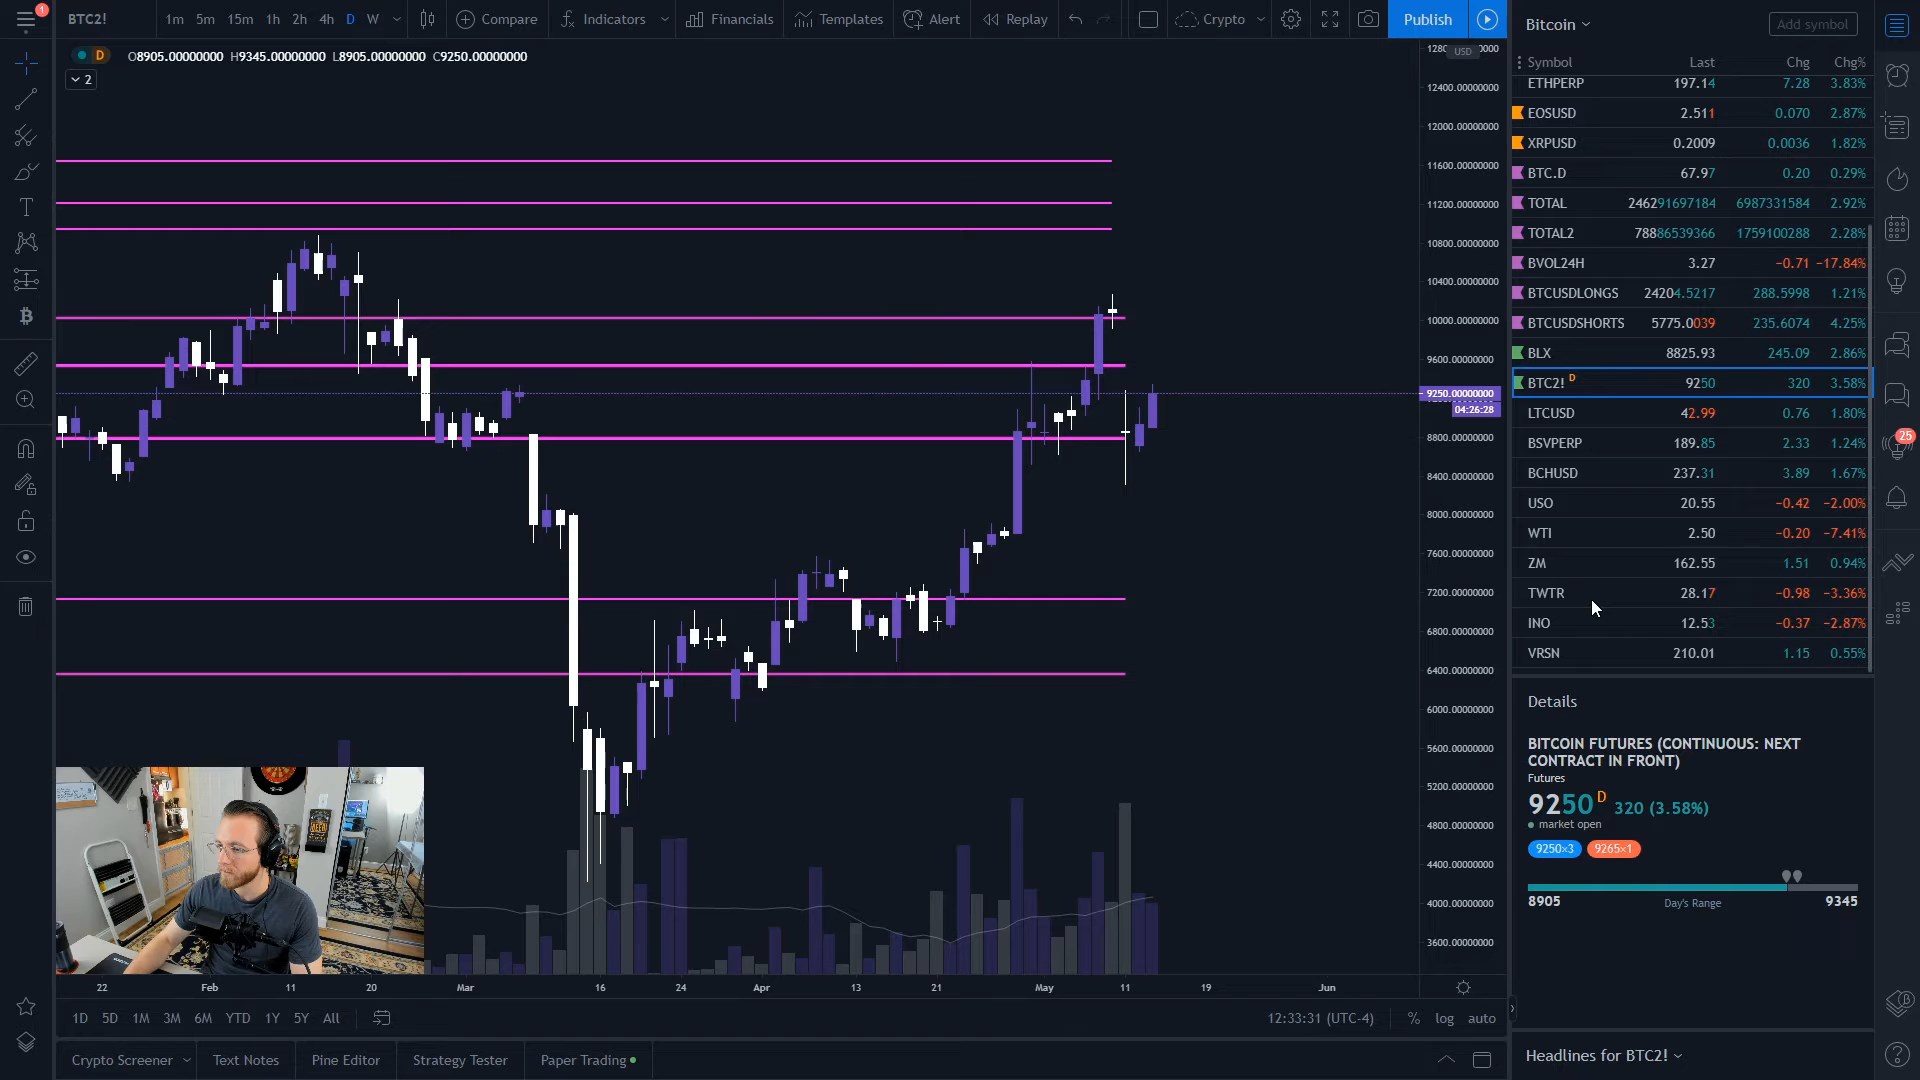 1
BTC2!
1m 5m 15m 1h 2h 4h D W
Compare
Indicators
Financials
Templates
Alert
Replay
Crypto
Publish
D O8905.00000000 H9345.00000000 L8905.00000000 C9250.00000000
2
USD
12400.00000000
12000.00000000
11600.00000000
11200.00000000
10800.00000000
10400.00000000
10000.00000000
9600.00000000
9250.00000000
04:26:28
8800.00000000
8400.00000000
8000.00000000
7600.00000000
7200.00000000
6800.00000000
6400.00000000
6000.00000000
5600.00000000
5200.00000000
4800.00000000
4400.00000000
4000.00000000
3600.00000000
22 Feb 11 20 Mar 16 24 Apr 13 21 May 11 19 Jun
1D 5D 1M 3M 6M YTD 1Y 5Y All
12:33:31 (UTC-4) % log auto
Crypto Screener Text Notes Pine Editor Strategy Tester Paper Trading
Bitcoin
Add symbol
Symbol Last Chg Chg%
ETHPERP 197.14 7.28 3.83%
EOSUSD 2.511 0.070 2.87%
XRPUSD 0.2009 0.0036 1.82%
BTC.D 67.97 0.20 0.29%
TOTAL 246291697184 6987331584 2.92%
TOTAL2 78886539366 1759100288 2.28%
BVOL24H 3.27 −0.71 −17.84%
BTCUSDLONGS 24204.5217 288.5998 1.21%
BTCUSDSHORTS 5775.0039 235.6074 4.25%
BLX 8825.93 245.09 2.86%
BTC2! D 9250 320 3.58%
LTCUSD 42.99 0.76 1.80%
BSVPERP 189.85 2.33 1.24%
BCHUSD 237.31 3.89 1.67%
USO 20.55 −0.42 −2.00%
WTI 2.50 −0.20 −7.41%
ZM 162.55 1.51 0.94%
TWTR 28.17 −0.98 −3.36%
INO 12.53 −0.37 −2.87%
VRSN 210.01 1.15 0.55%
Details
BITCOIN FUTURES (CONTINUOUS: NEXT
CONTRACT IN FRONT)
Futures
9250 D 320 (3.58%)
market open
9250×3 9265×1
8905 Day's Range 9345
Headlines for BTC2!
25